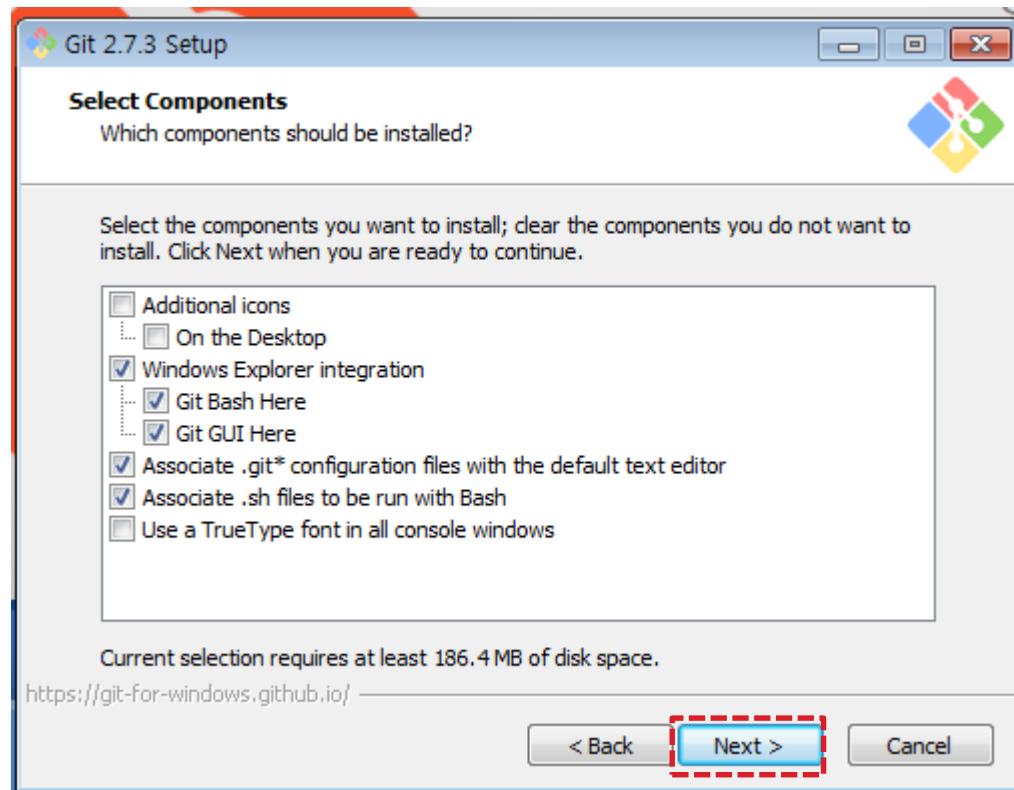 Git 2.7.3 Setup
Select Components
Which components should be installed?
Select the components you want to install; clear the components you do not want to
install. Click Next when you are ready to continue.
Additional icons
On the Desktop
Windows Explorer integration
Git Bash Here
Git GUI Here
Associate .git* configuration files with the default text editor
Associate .sh files to be run with Bash
Use a TrueType font in all console windows
Current selection requires at least 186.4 MB of disk space.
https://git-for-windows.github.io/
< Back Next > Cancel